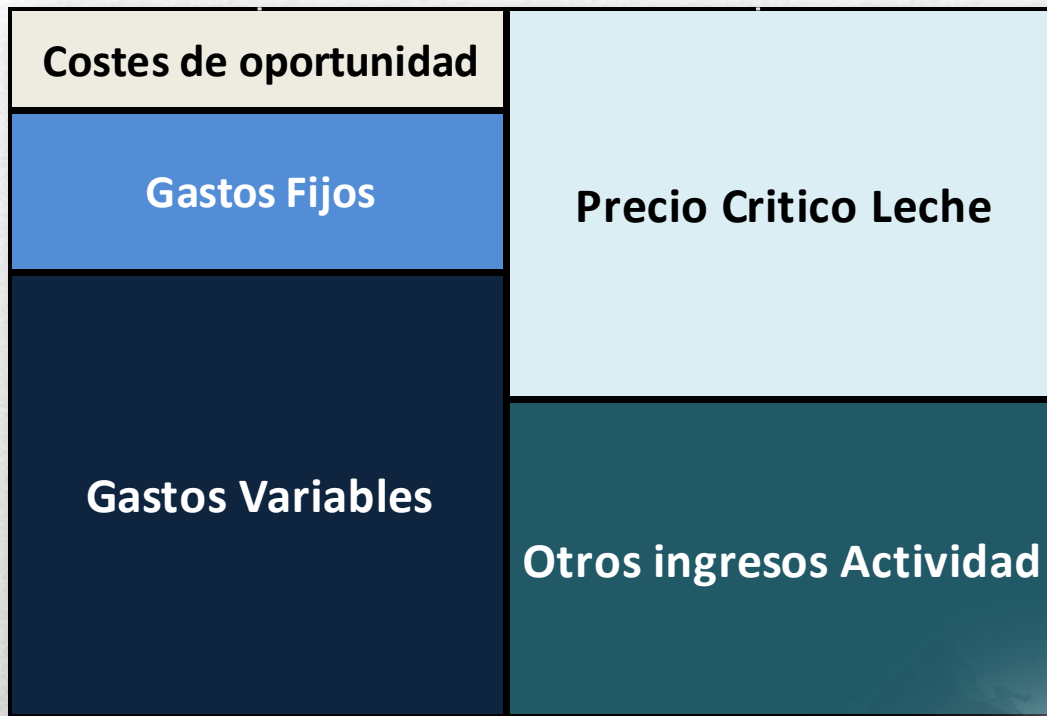 Costes de oportunidad
Gastos Fijos
Precio Critico Leche
Gastos Variables
Otros ingresos Actividad